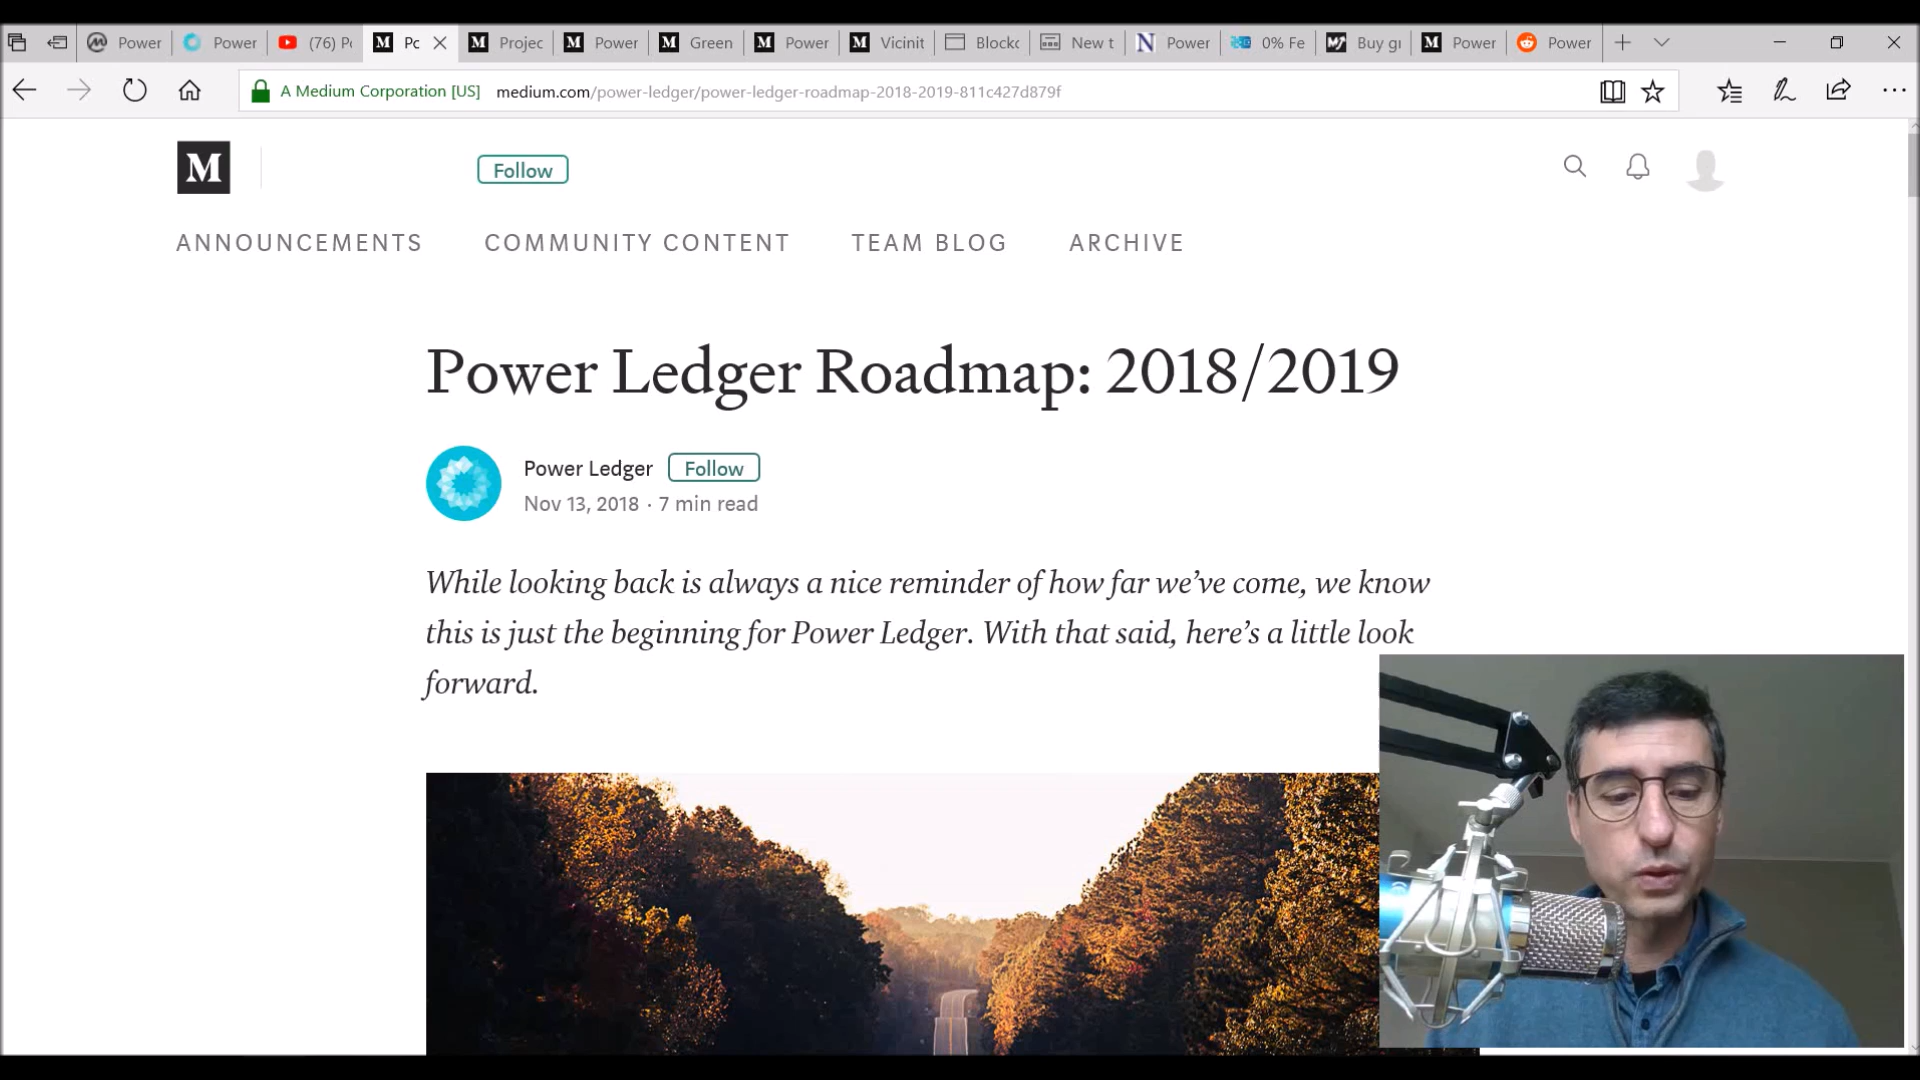 Power
Power
(76) P
Pc
Projec
Power
Green
Power
Vicinit
Blockc
New t
Power
0% Fe
Buy gr
Power
Power
A Medium Corporation [US] medium.com/power-ledger/power-ledger-roadmap-2018-2019-811c427d879f
M
Follow
ANNOUNCEMENTS COMMUNITY CONTENT TEAM BLOG ARCHIVE
Power Ledger Roadmap: 2018/2019
Power Ledger Follow
Nov 13, 2018 · 7 min read
While looking back is always a nice reminder of how far we’ve come, we know
this is just the beginning for Power Ledger. With that said, here’s a little look
forward.